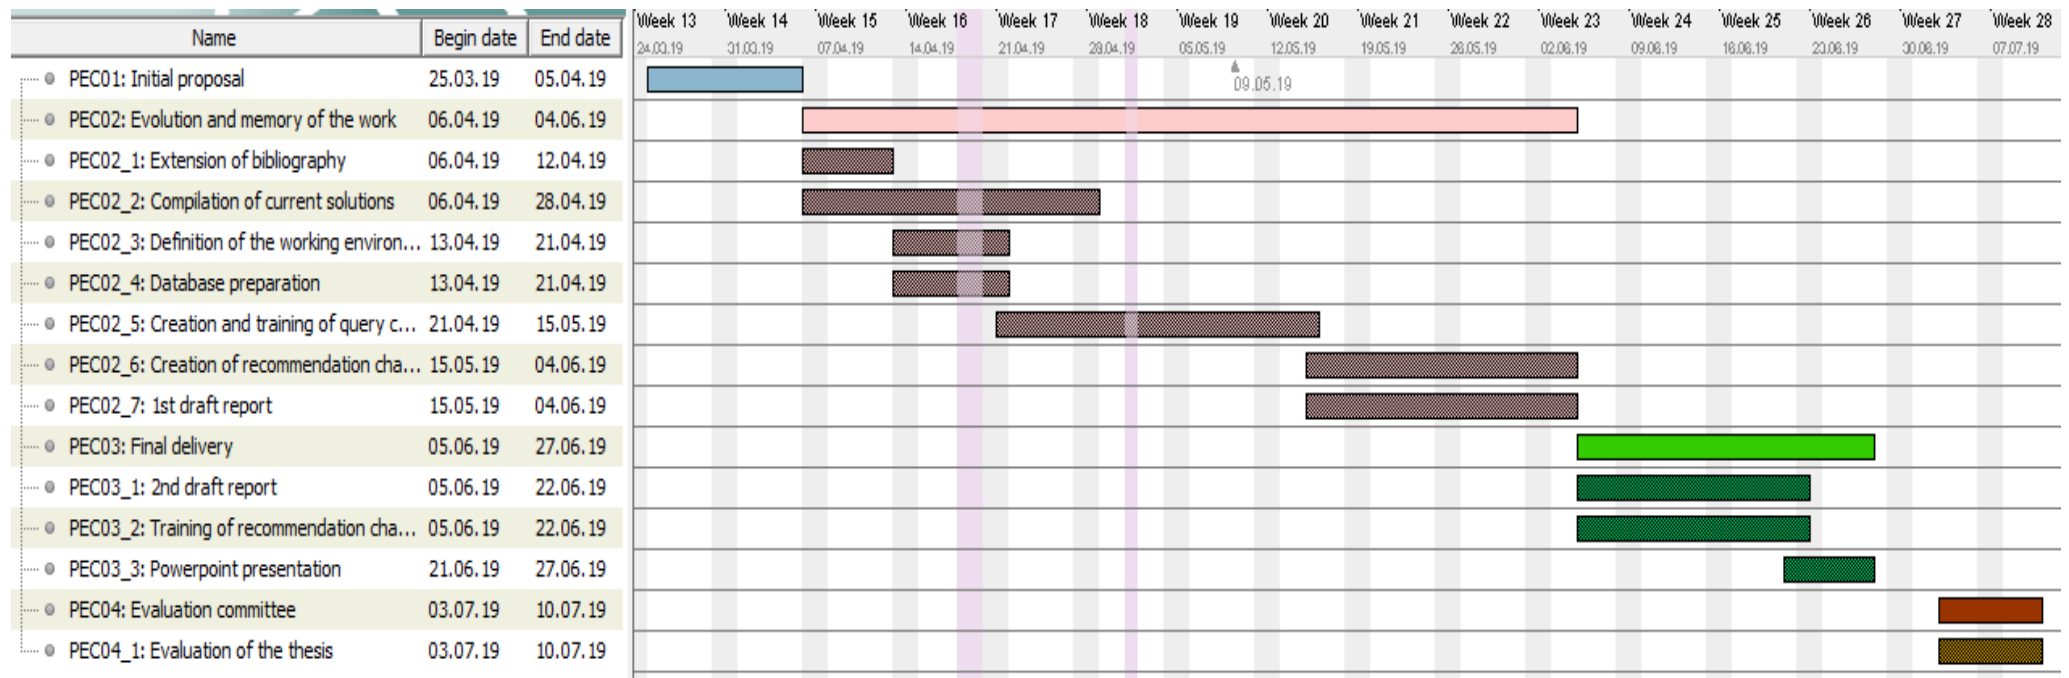 Week 13 Week 14 Week 15 Week 16 Week 17 Week 18 Week 19 Week 20 Week 21 Week 22 Week 23 Week 24 Week 25 Week 26 Week 27 Week 28
Name Begin date End date
24.03.19 31.03.19 07.04.19 14.04.19 21.04.19 28.04.19 05.05.19 12.05.19 19.05.19 26.05.19 02.06.19 09.06.19 16.06.19 23.06.19 30.06.19 07.07.19
PEC01: Initial proposal 25.03.19 05.04.19
09.05.19
PEC02: Evolution and memory of the work 06.04.19 04.06.19
PEC02_1: Extension of bibliography 06.04.19 12.04.19
PEC02_2: Compilation of current solutions 06.04.19 28.04.19
PEC02_3: Definition of the working environ... 13.04.19 21.04.19
PEC02_4: Database preparation 13.04.19 21.04.19
PEC02_5: Creation and training of query c... 21.04.19 15.05.19
PEC02_6: Creation of recommendation cha... 15.05.19 04.06.19
PEC02_7: 1st draft report 15.05.19 04.06.19
PEC03: Final delivery 05.06.19 27.06.19
PEC03_1: 2nd draft report 05.06.19 22.06.19
PEC03_2: Training of recommendation cha... 05.06.19 22.06.19
PEC03_3: Powerpoint presentation 21.06.19 27.06.19
PEC04: Evaluation committee 03.07.19 10.07.19
PEC04_1: Evaluation of the thesis 03.07.19 10.07.19